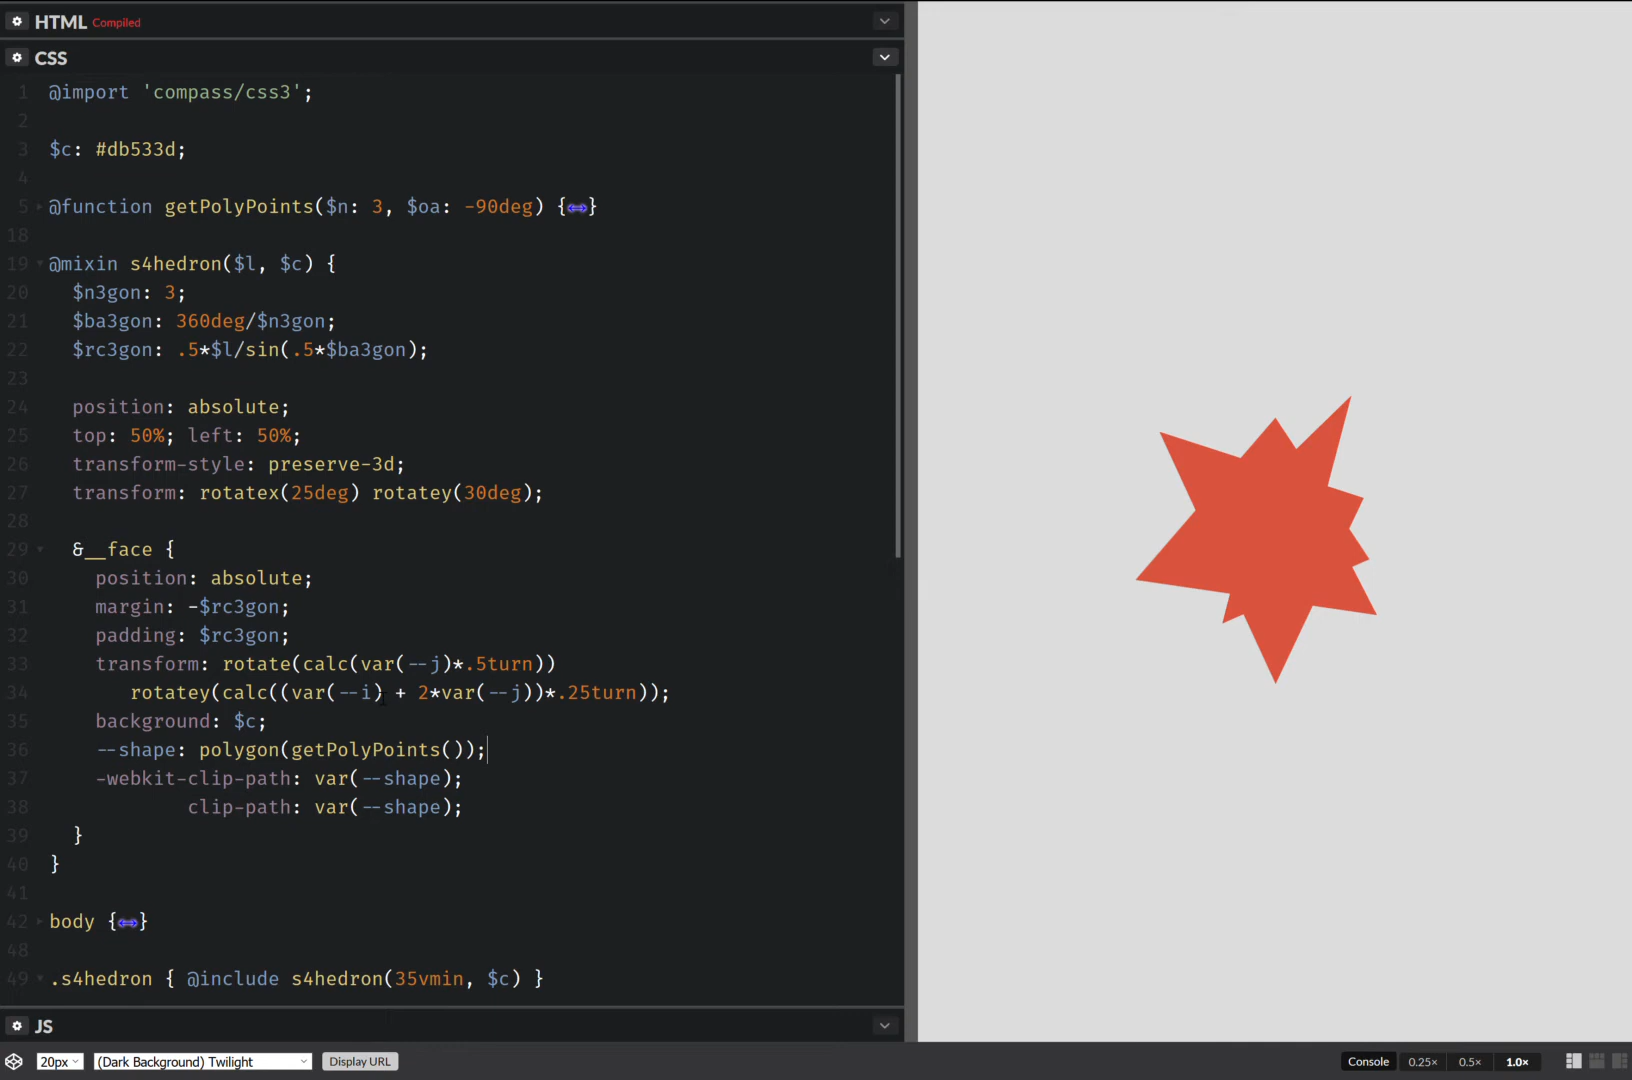 HTML Compiled
CSS
1 @import 'compass/css3';
2
3 $c: #db533d;
4
5 @function getPolyPoints($n: 3, $oa: -90deg) {↔}
18
19 @mixin s4hedron($l, $c) {
20 $n3gon: 3;
21 $ba3gon: 360deg/$n3gon;
22 $rc3gon: .5*$l/sin(.5*$ba3gon);
23
24 position: absolute;
25 top: 50%; left: 50%;
26 transform-style: preserve-3d;
27 transform: rotatex(25deg) rotatey(30deg);
28
29 &__face {
30 position: absolute;
31 margin: -$rc3gon;
32 padding: $rc3gon;
33 transform: rotate(calc(var(--j)*.5turn))
34 rotatey(calc((var(--i) + 2*var(--j))*.25turn));
35 background: $c;
36 --shape: polygon(getPolyPoints());
37 -webkit-clip-path: var(--shape);
38 clip-path: var(--shape);
39 }
40 }
41
42 body {↔}
48
49 .s4hedron { @include s4hedron(35vmin, $c) }
JS
20px (Dark Background) Twilight Display URL Console 0.25× 0.5× 1.0×